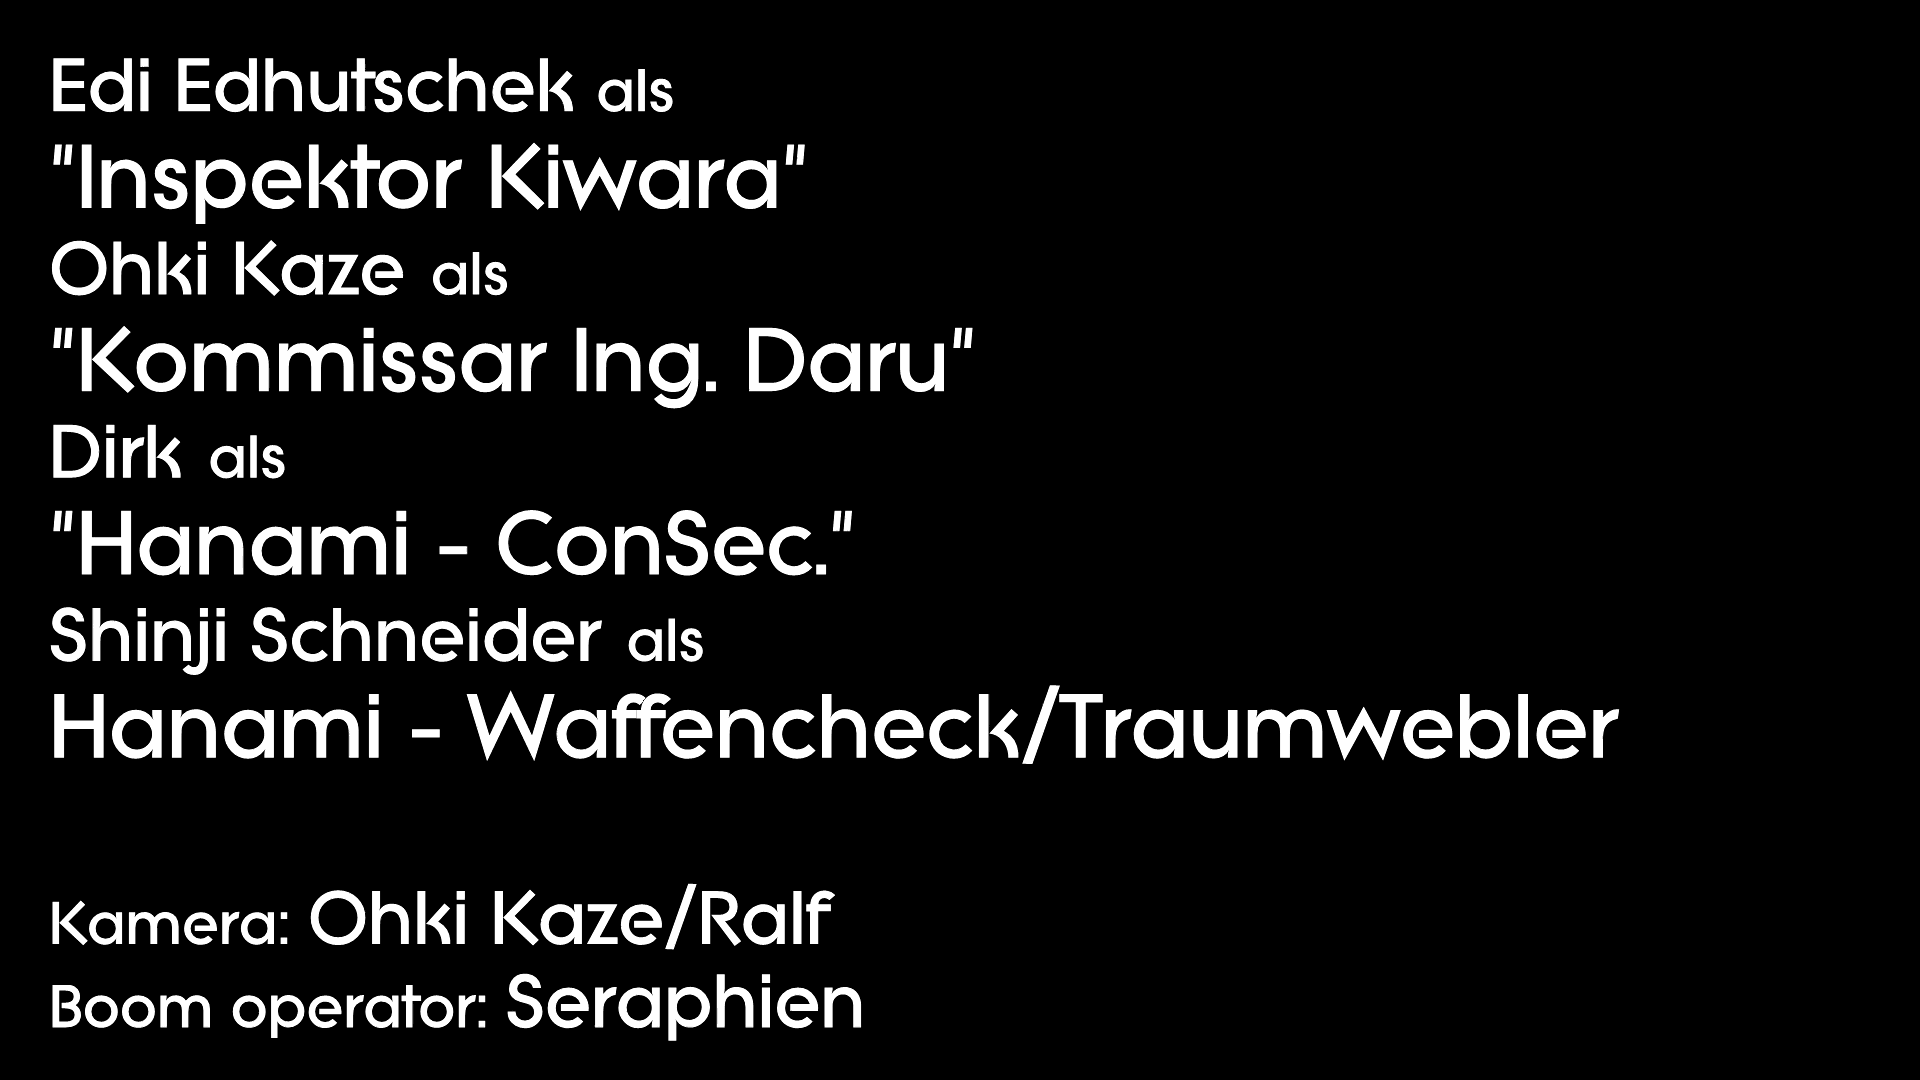 Edi Edhutschek als
"Inspektor Kiwara"
Ohki Kaze als
"Kommissar Ing. Daru"
Dirk als
"Hanami - ConSec."
Shinji Schneider als
Hanami - Waffencheck/Traumwebler
Kamera: Ohki Kaze/Ralf
Boom operator: Seraphien